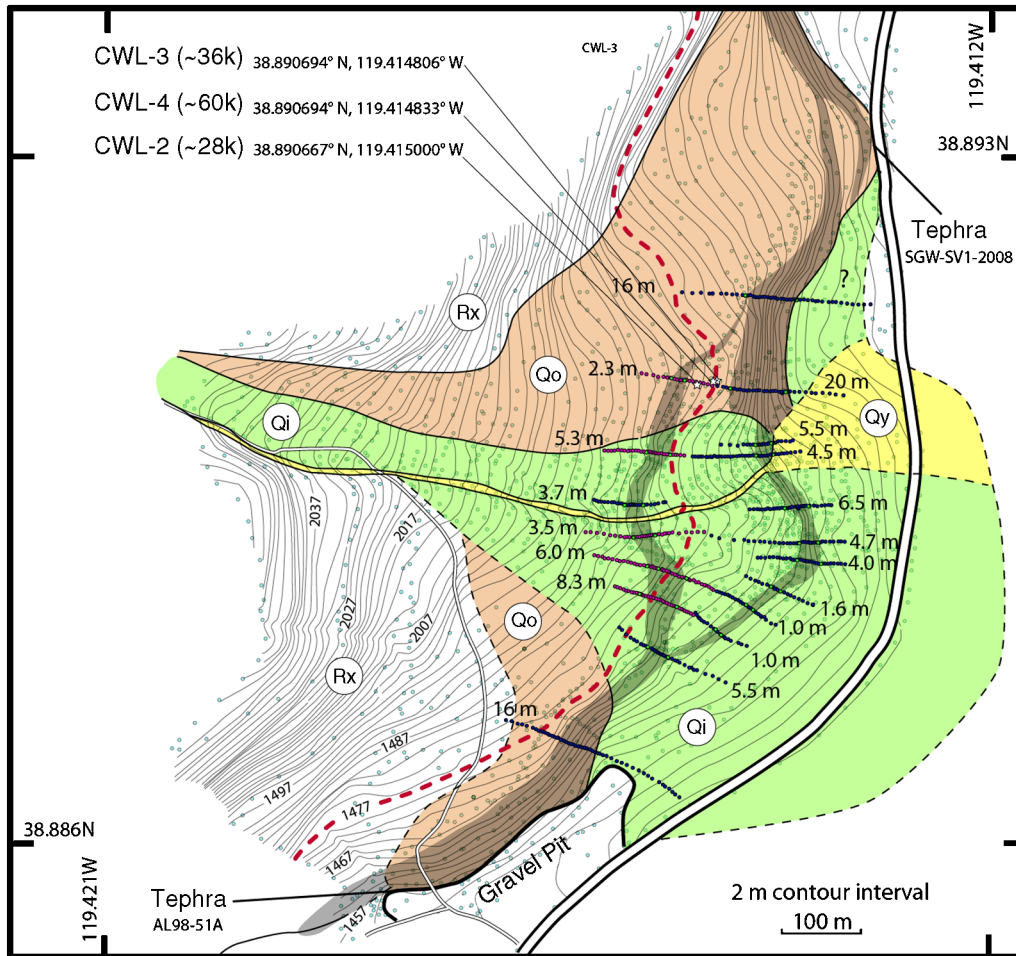 CWL-3 (~36k) 38.890694° N, 119.414806° W
CWL-3
CWL-4 (~60k) 38.890694° N, 119.414833° W
CWL-2 (~28k) 38.890667° N, 119.415000° W
119.412W
38.893N
Tephra
SGW-SV1-2008
?
16 m
Rx
Qo
2.3 m
20 m
Qy
Qi
5.3 m
5.5 m
4.5 m
3.7 m
6.5 m
2037
2017
3.5 m
4.7 m
6.0 m
4.0 m
8.3 m
1.6 m
2027
2007
Qo
1.0 m
1.0 m
Rx
5.5 m
16 m
Qi
1487
1497
1477
38.886N
1467
Gravel Pit
119.421W
Tephra
AL98-51A
1457
2 m contour interval
100 m